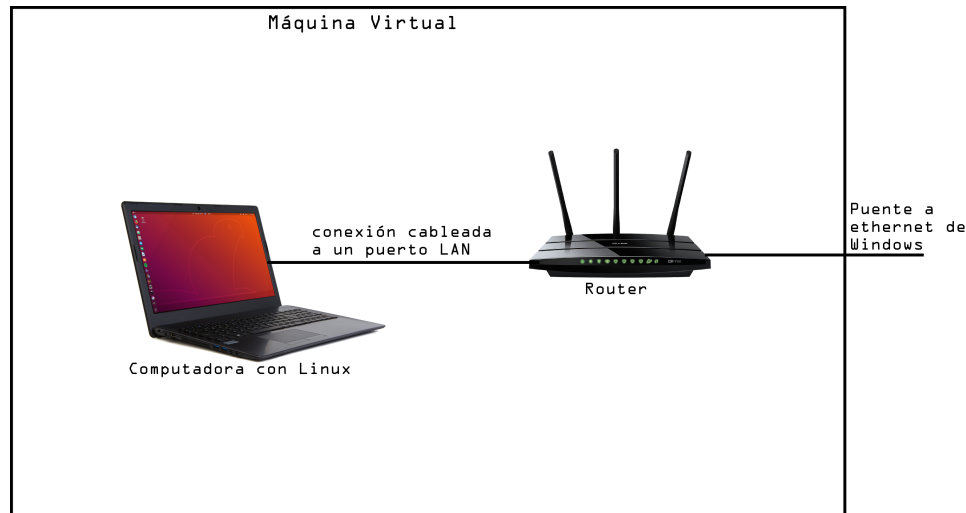 Máquina Virtual
Puente a
ethernet de
Windows
conexión cableada
a un puerto LAN
Router
Computadora con Linux